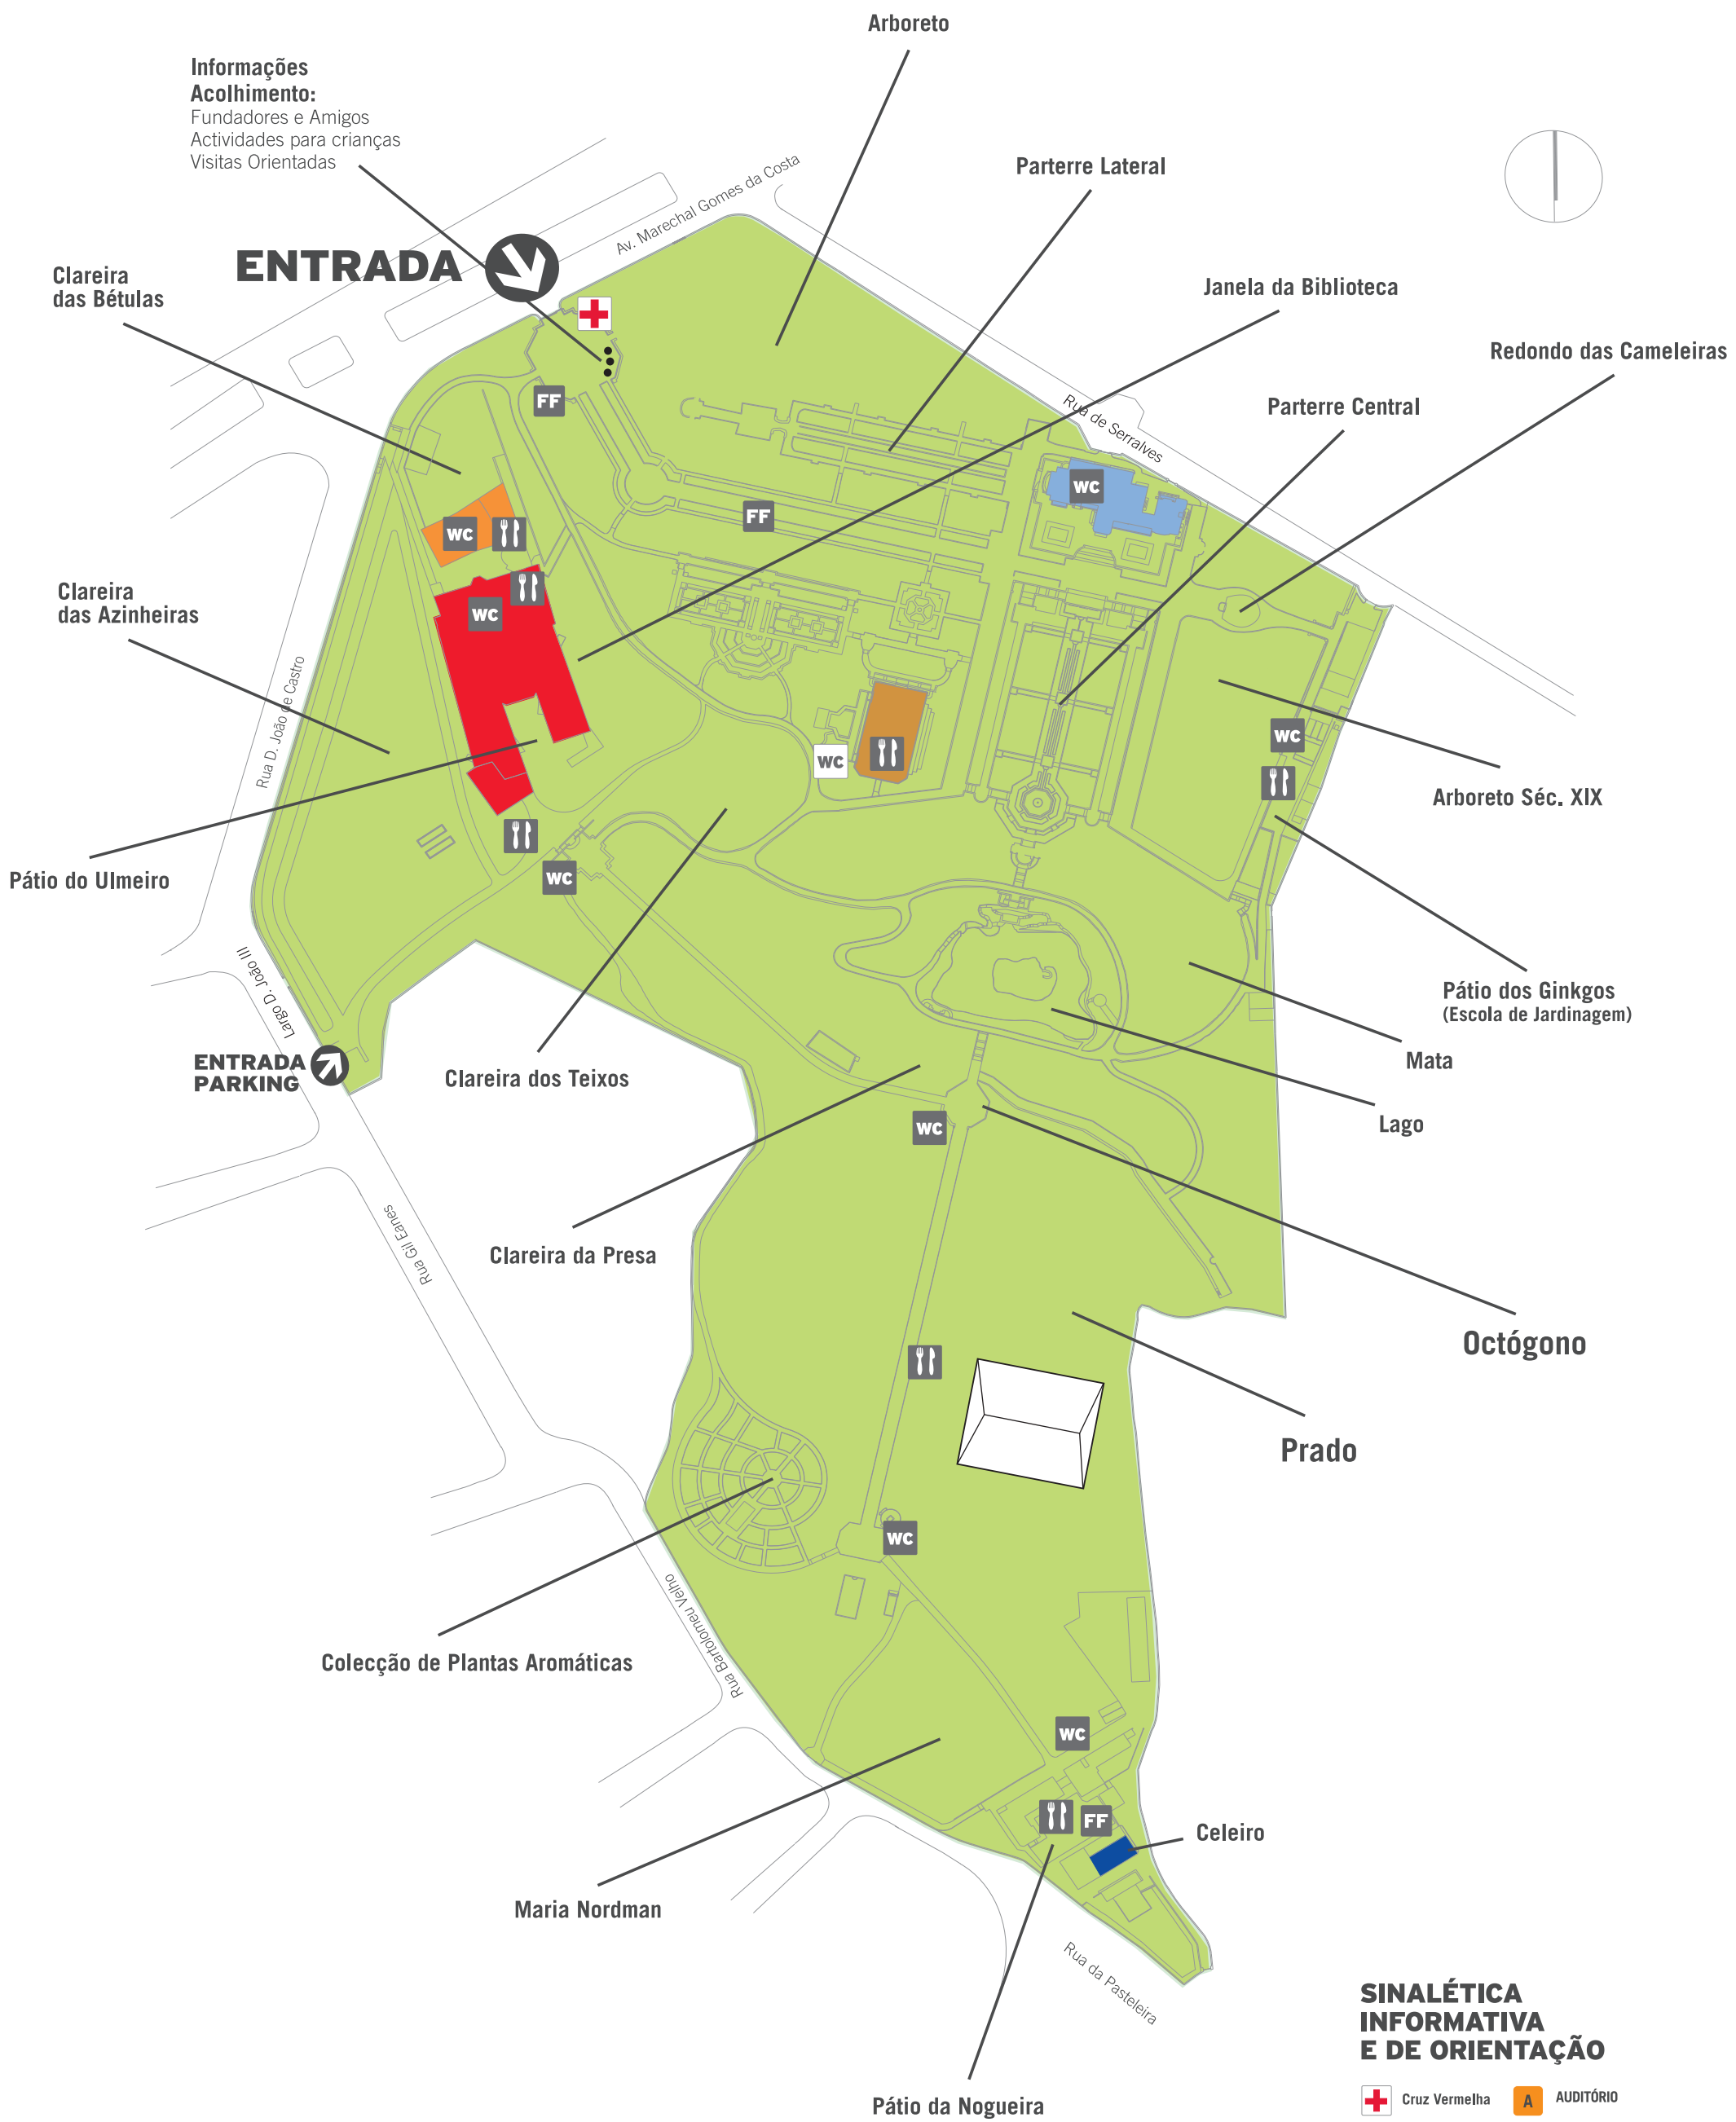 Arboreto
Informações
Acolhimento:
Fundadores e Amigos
Actividades para crianças
Visitas Orientadas
Av. Marechal Gomes da Costa
Parterre Lateral
ENTRADA
Clareira
das Bétulas
Janela da Biblioteca
Redondo das Cameleiras
FF
Rua de Serralves
Parterre Central
WC
FF
WC
Clareira
das Azinheiras
WC
Rua D. João de Castro
WC
WC
Arboreto Séc. XIX
Pátio do Ulmeiro
WC
Largo D. João III
Pátio dos Ginkgos
(Escola de Jardinagem)
ENTRADA
PARKING
Clareira dos Teixos
Mata
Lago
WC
Rua Gil Eanes
Clareira da Presa
Octógono
Prado
WC
Rua Bartolomeu Velho
Colecção de Plantas Aromáticas
WC
FF
Celeiro
Maria Nordman
Rua da Pasteleira
SINALÉTICA
INFORMATIVA
E DE ORIENTAÇÃO
Pátio da Nogueira
Cruz Vermelha
A
AUDITÓRIO